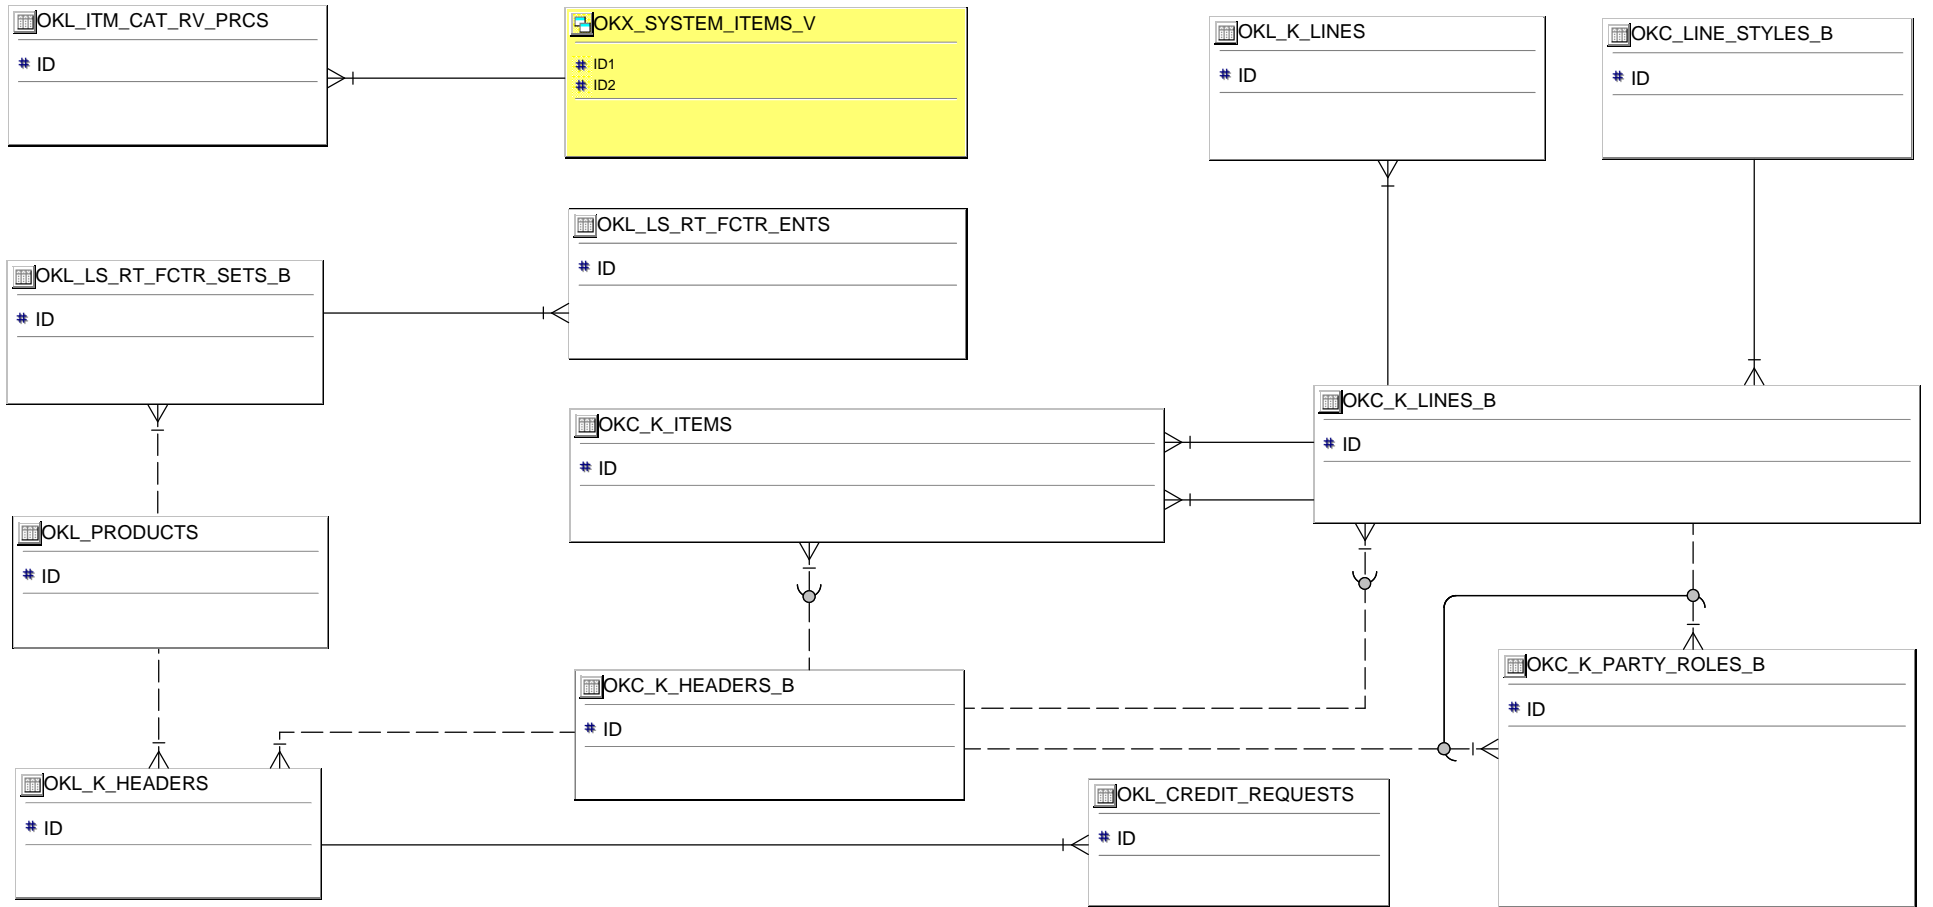 OKL_ITM_CAT_RV_PRCS
# ID
OKX_SYSTEM_ITEMS_V
# ID1
# ID2
OKL_K_LINES
# ID
OKC_LINE_STYLES_B
# ID
OKL_LS_RT_FCTR_ENTS
# ID
OKL_LS_RT_FCTR_SETS_B
# ID
OKC_K_LINES_B
# ID
OKC_K_ITEMS
# ID
OKL_PRODUCTS
# ID
OKC_K_PARTY_ROLES_B
# ID
OKC_K_HEADERS_B
# ID
OKL_K_HEADERS
# ID
OKL_CREDIT_REQUESTS
# ID